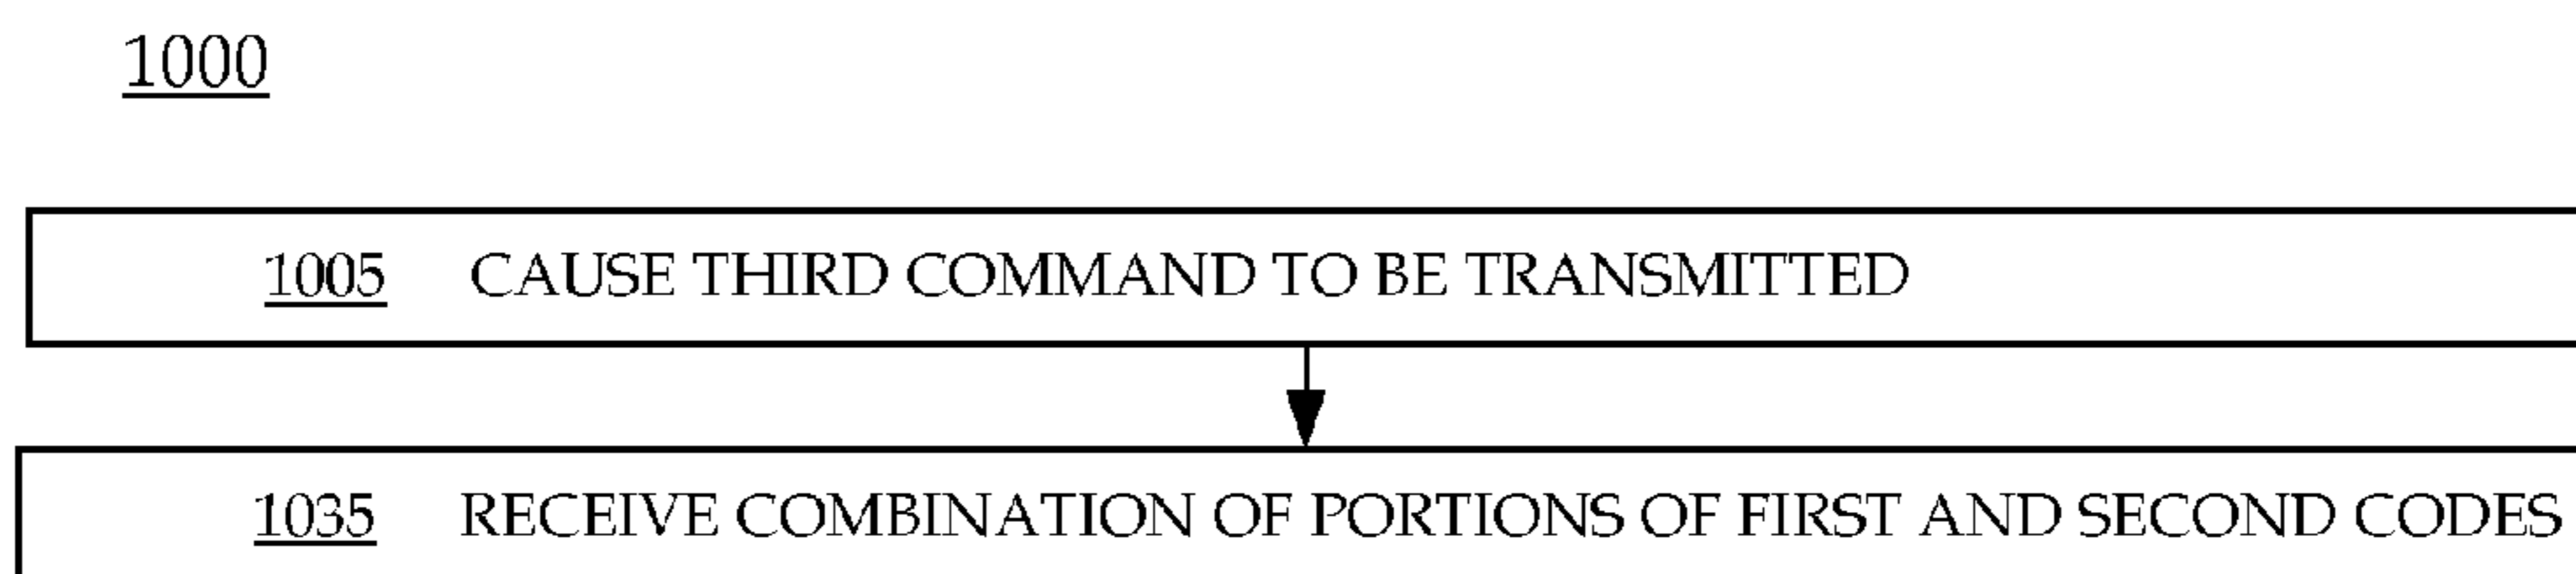 1000
1005 CAUSE THIRD COMMAND TO BE TRANSMITTED
1035 RECEIVE COMBINATION OF PORTIONS OF FIRST AND SECOND CODES